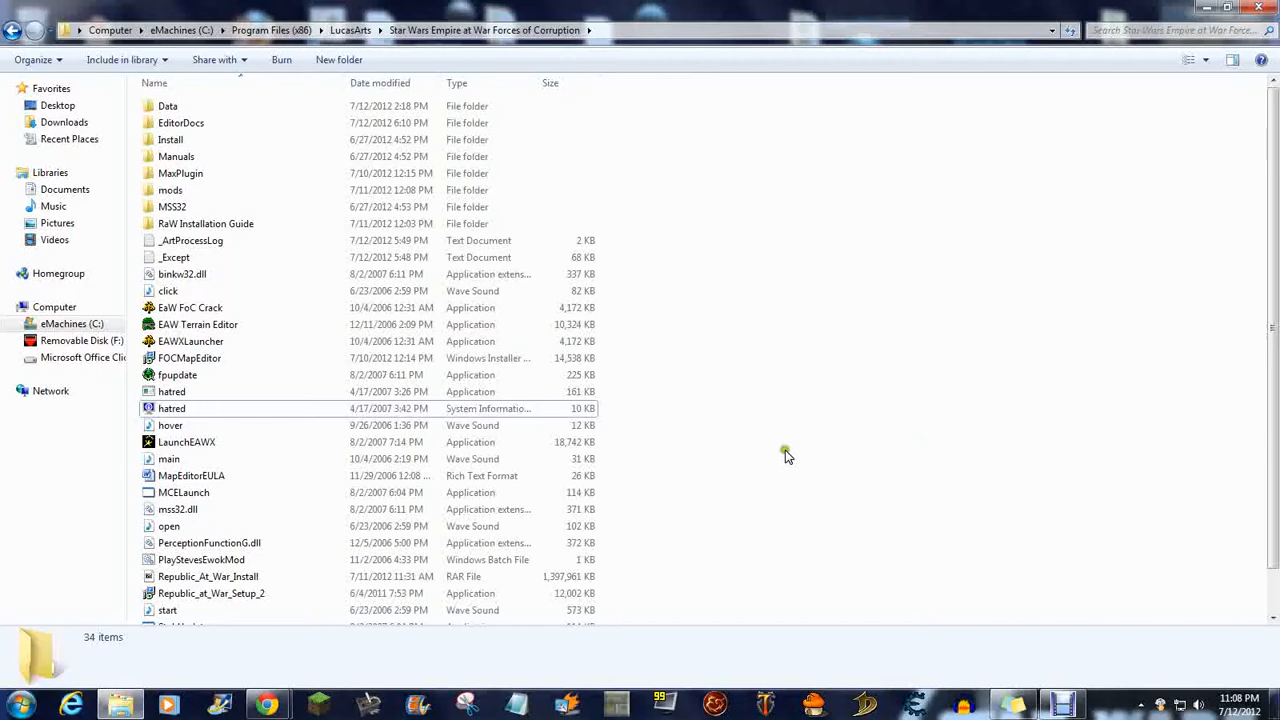 Computer eMachines (C:) Program Files (x86) LucasArts Star Wars Empire at War Forces of Corruption Search Star Wars Empire at War Force...
Organize Include in library Share with Burn New folder
Name Date modified Type Size
Favorites
Desktop
Downloads
Recent Places
Libraries
Documents
Music
Pictures
Videos
Homegroup
Computer
eMachines (C:)
Removable Disk (F:)
Microsoft Office Clic
Network
Data 7/12/2012 2:18 PM File folder
EditorDocs 7/12/2012 6:10 PM File folder
Install 6/27/2012 4:52 PM File folder
Manuals 6/27/2012 4:52 PM File folder
MaxPlugin 7/10/2012 12:15 PM File folder
mods 7/11/2012 12:08 PM File folder
MSS32 6/27/2012 4:53 PM File folder
RaW Installation Guide 7/11/2012 12:03 PM File folder
_ArtProcessLog 7/12/2012 5:49 PM Text Document 2 KB
_Except 7/12/2012 5:48 PM Text Document 68 KB
binkw32.dll 8/2/2007 6:11 PM Application extens... 337 KB
click 6/23/2006 2:59 PM Wave Sound 82 KB
EaW FoC Crack 10/4/2006 12:31 AM Application 4,172 KB
EAW Terrain Editor 12/11/2006 2:09 PM Application 10,324 KB
EAWXLauncher 10/4/2006 12:31 AM Application 4,172 KB
FOCMapEditor 7/10/2012 12:14 PM Windows Installer ... 14,538 KB
fpupdate 8/2/2007 6:11 PM Application 225 KB
hatred 4/17/2007 3:26 PM Application 161 KB
hatred 4/17/2007 3:42 PM System Informatio... 10 KB
hover 9/26/2006 1:36 PM Wave Sound 12 KB
LaunchEAWX 8/2/2007 7:14 PM Application 18,742 KB
main 10/4/2006 2:19 PM Wave Sound 31 KB
MapEditorEULA 11/29/2006 12:08 ... Rich Text Format 26 KB
MCELaunch 8/2/2007 6:04 PM Application 114 KB
mss32.dll 8/2/2007 6:11 PM Application extens... 371 KB
open 6/23/2006 2:59 PM Wave Sound 102 KB
PerceptionFunctionG.dll 12/5/2006 5:00 PM Application extens... 372 KB
PlayStevesEwokMod 11/2/2006 4:33 PM Windows Batch File 1 KB
Republic_At_War_Install 7/11/2012 11:31 AM RAR File 1,397,961 KB
Republic_at_War_Setup_2 6/4/2011 7:53 PM Application 12,002 KB
start 6/23/2006 2:59 PM Wave Sound 573 KB
34 items
99
11:08 PM
7/12/2012